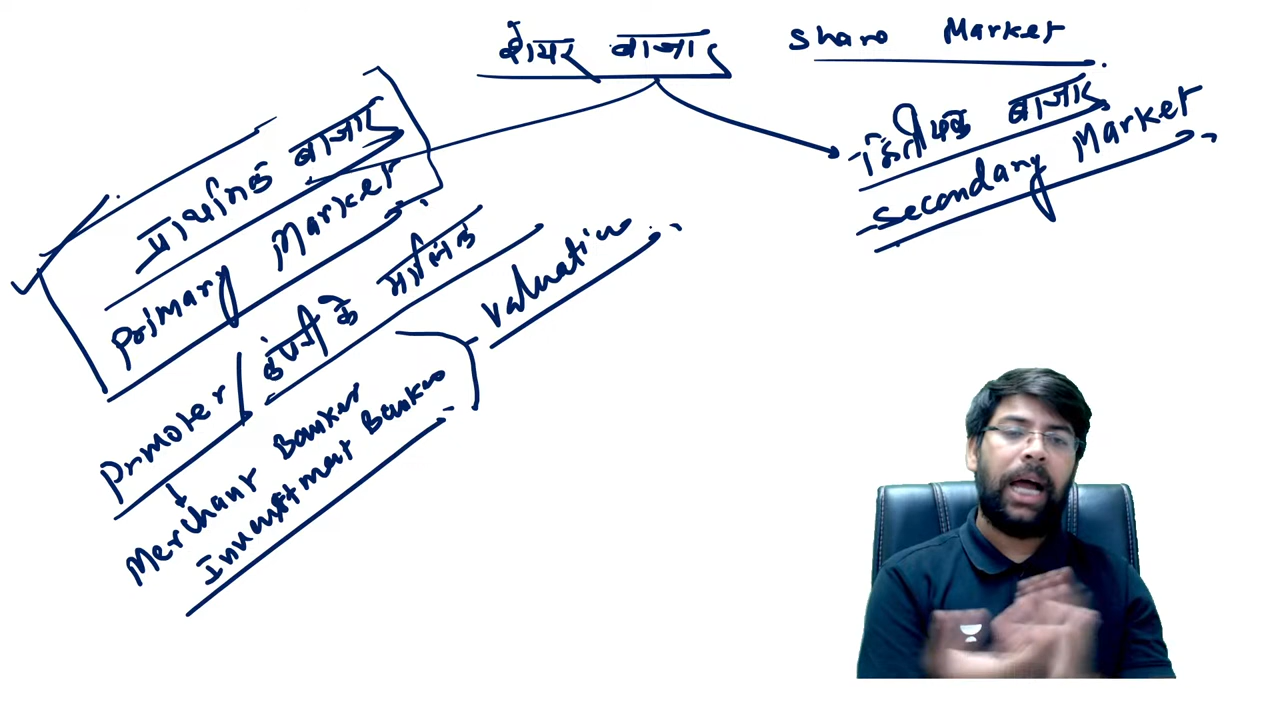 शेयर बाजार Share Market
प्राथमिक बाजार
Primary Market
द्वितीयक बाजार
Secondary Market
Promoter / कंपनी के मालिक
Merchant Banker
Investment Banker
valuation